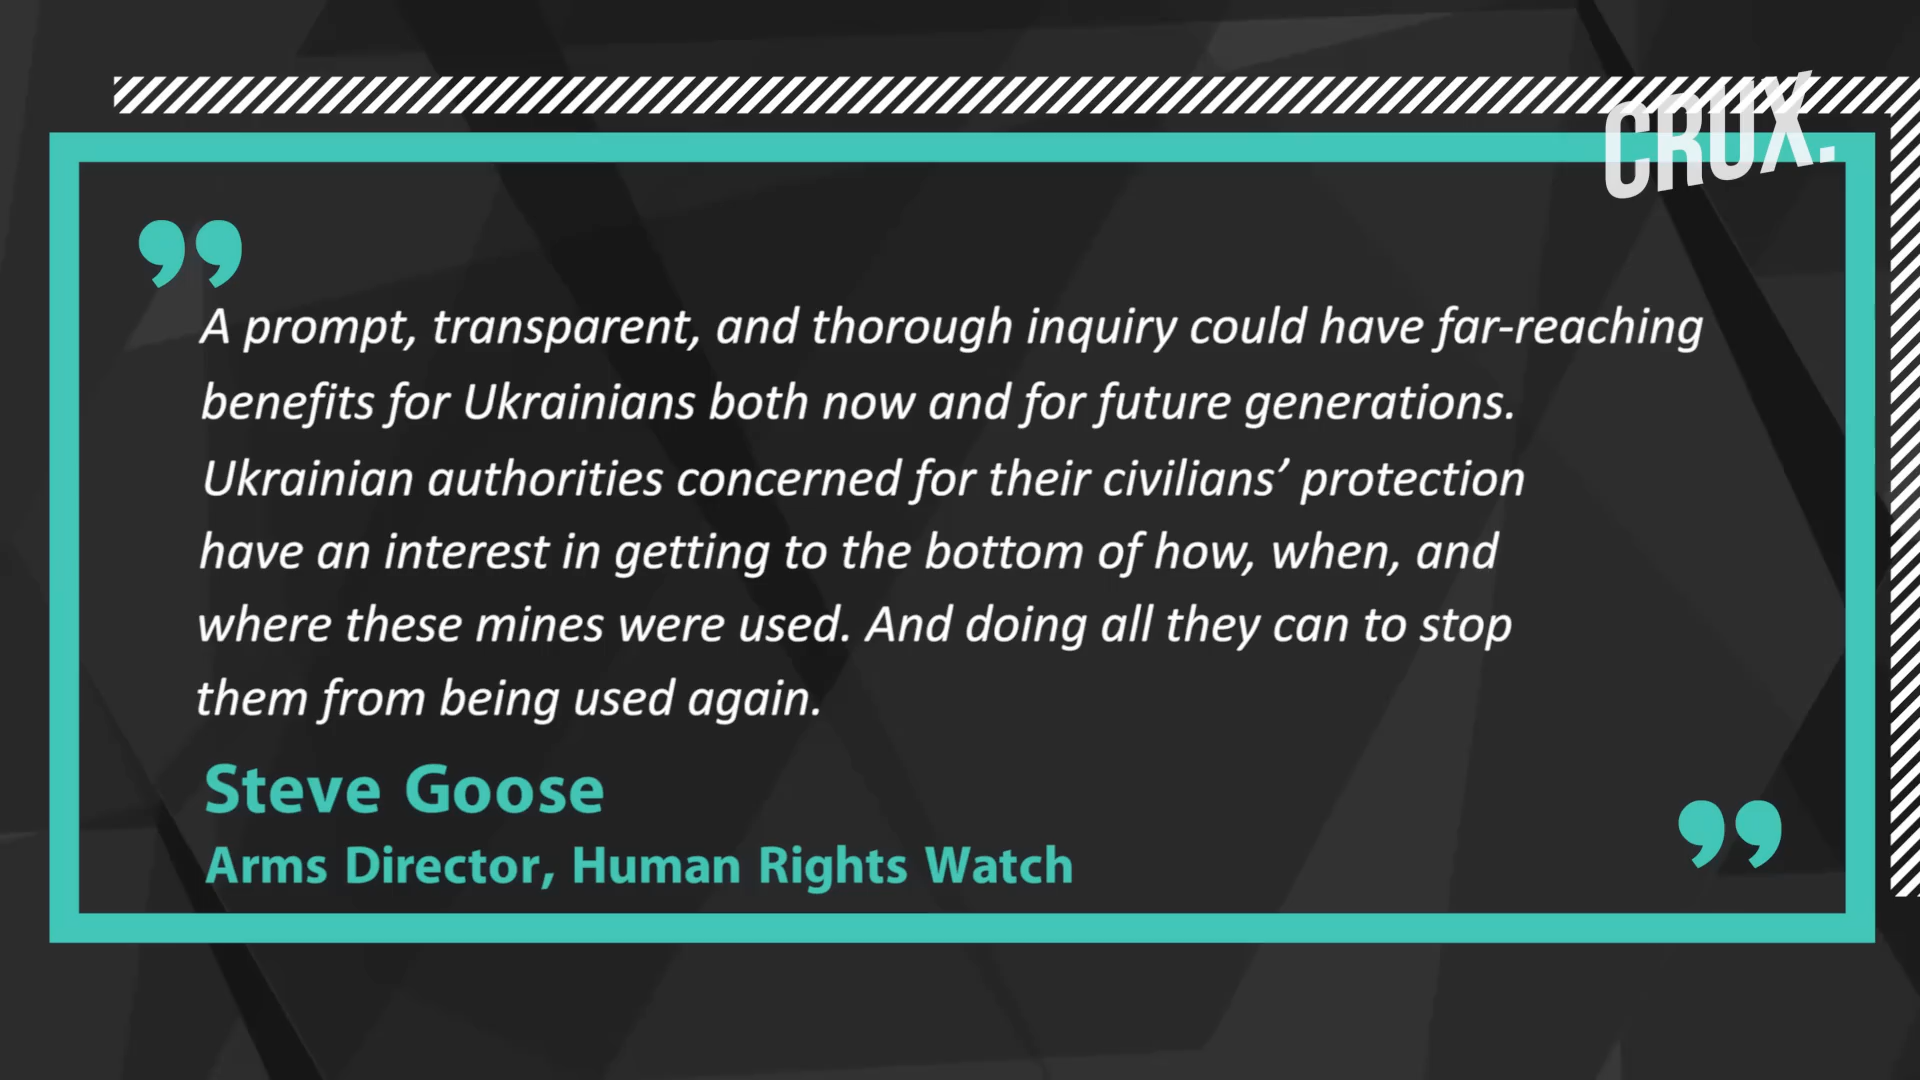 CRUX.
”
A prompt, transparent, and thorough inquiry could have far-reaching
benefits for Ukrainians both now and for future generations.
Ukrainian authorities concerned for their civilians’ protection
have an interest in getting to the bottom of how, when, and
where these mines were used. And doing all they can to stop
them from being used again.
Steve Goose
Arms Director, Human Rights Watch
”